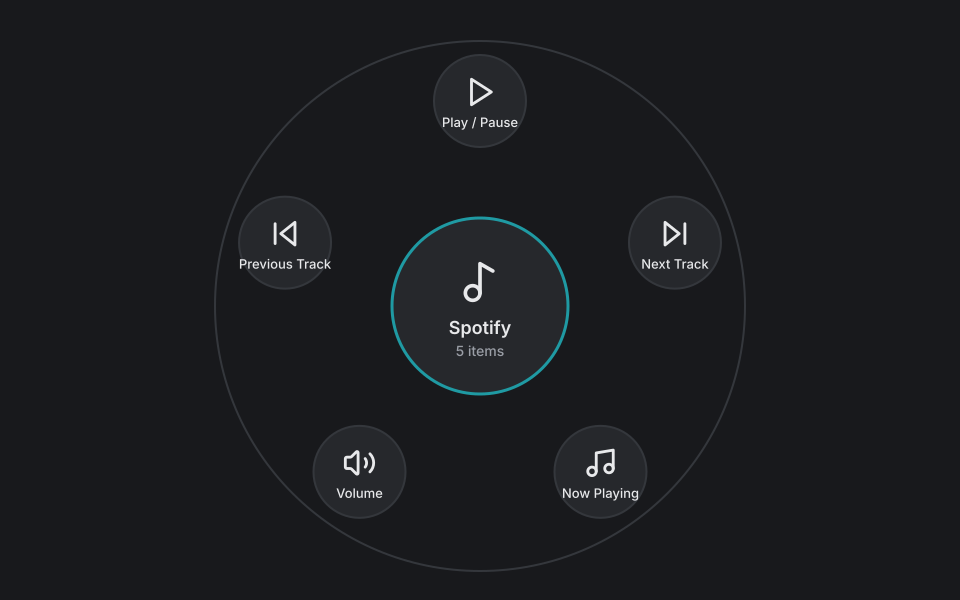 Play / Pause
Previous Track
Next Track
Spotify
5 items
Volume
Now Playing